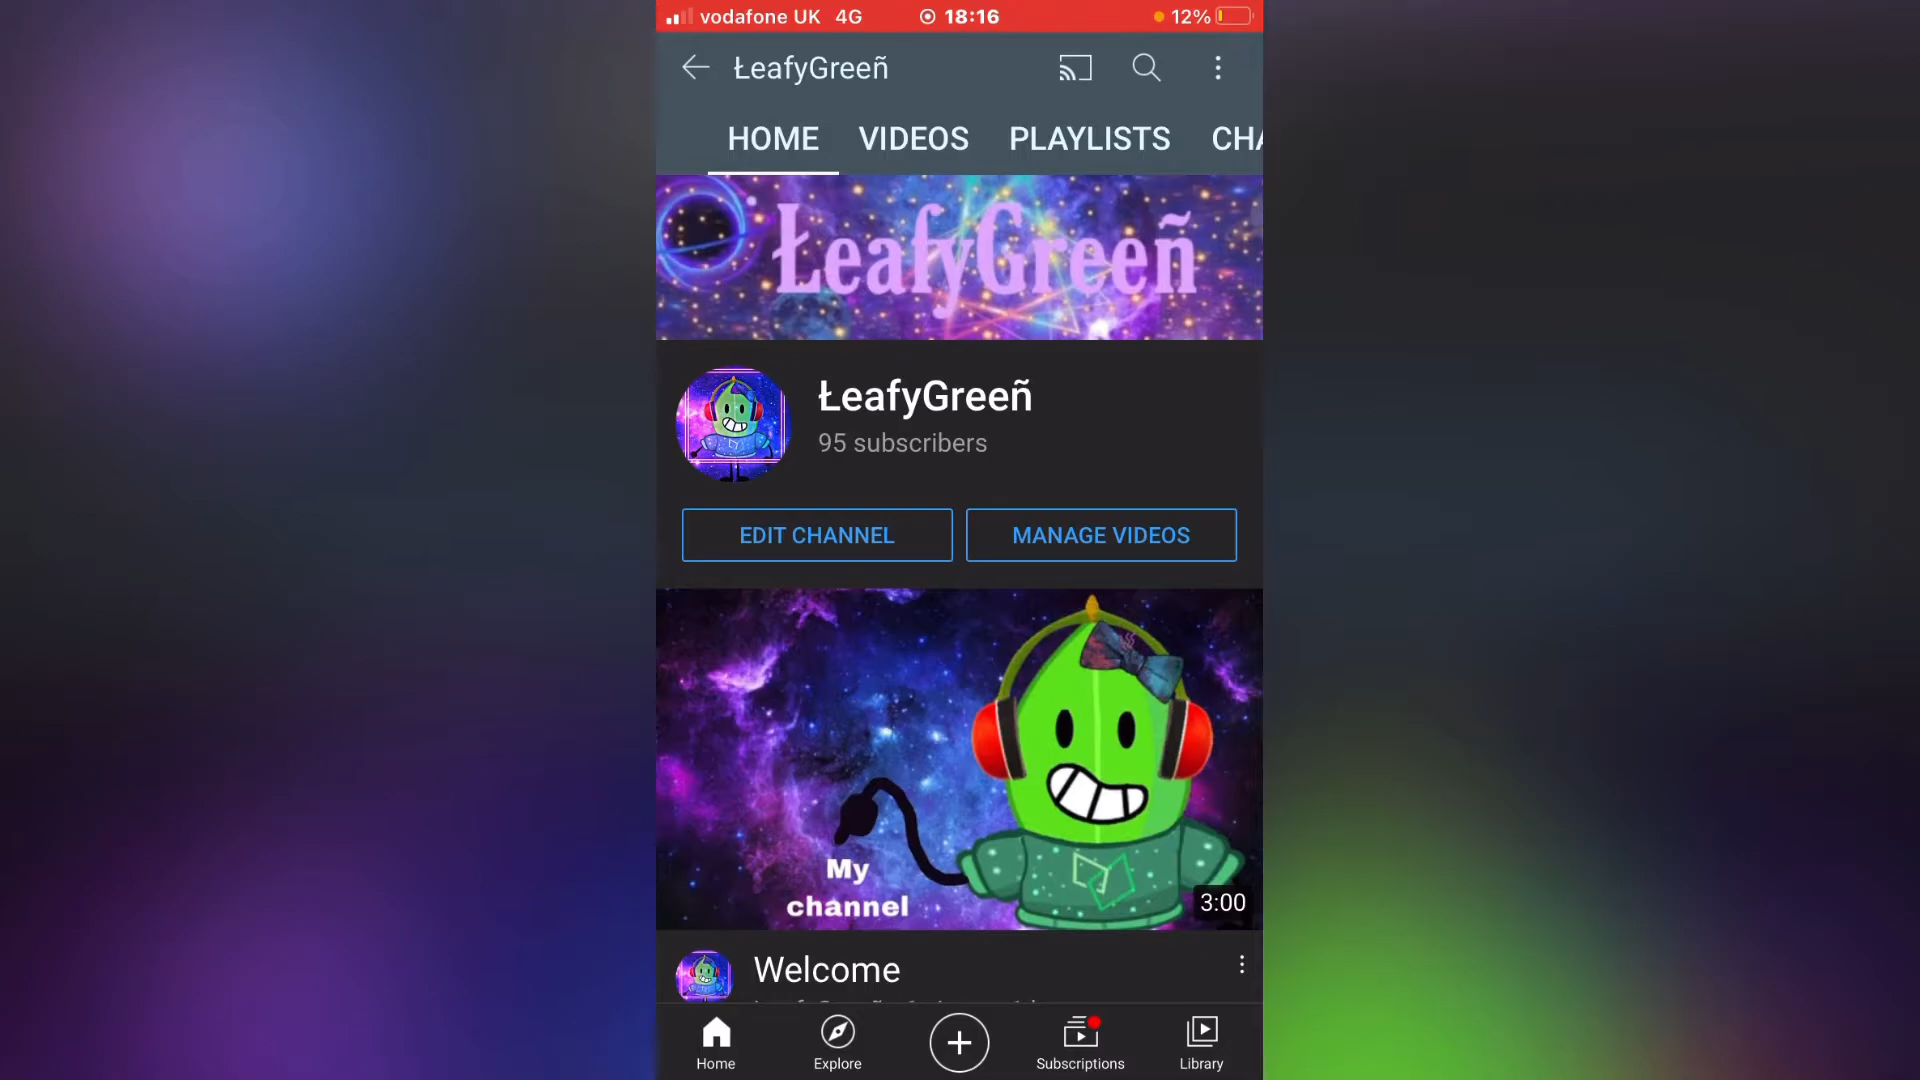 vodafone UK 4G 18:16 12%
ŁeafyGreeñ
HOME VIDEOS PLAYLISTS CHA
ŁeafyGreeñ
ŁeafyGreeñ
95 subscribers
EDIT CHANNEL MANAGE VIDEOS
My
channel
3:00
Welcome
Home Explore Subscriptions Library